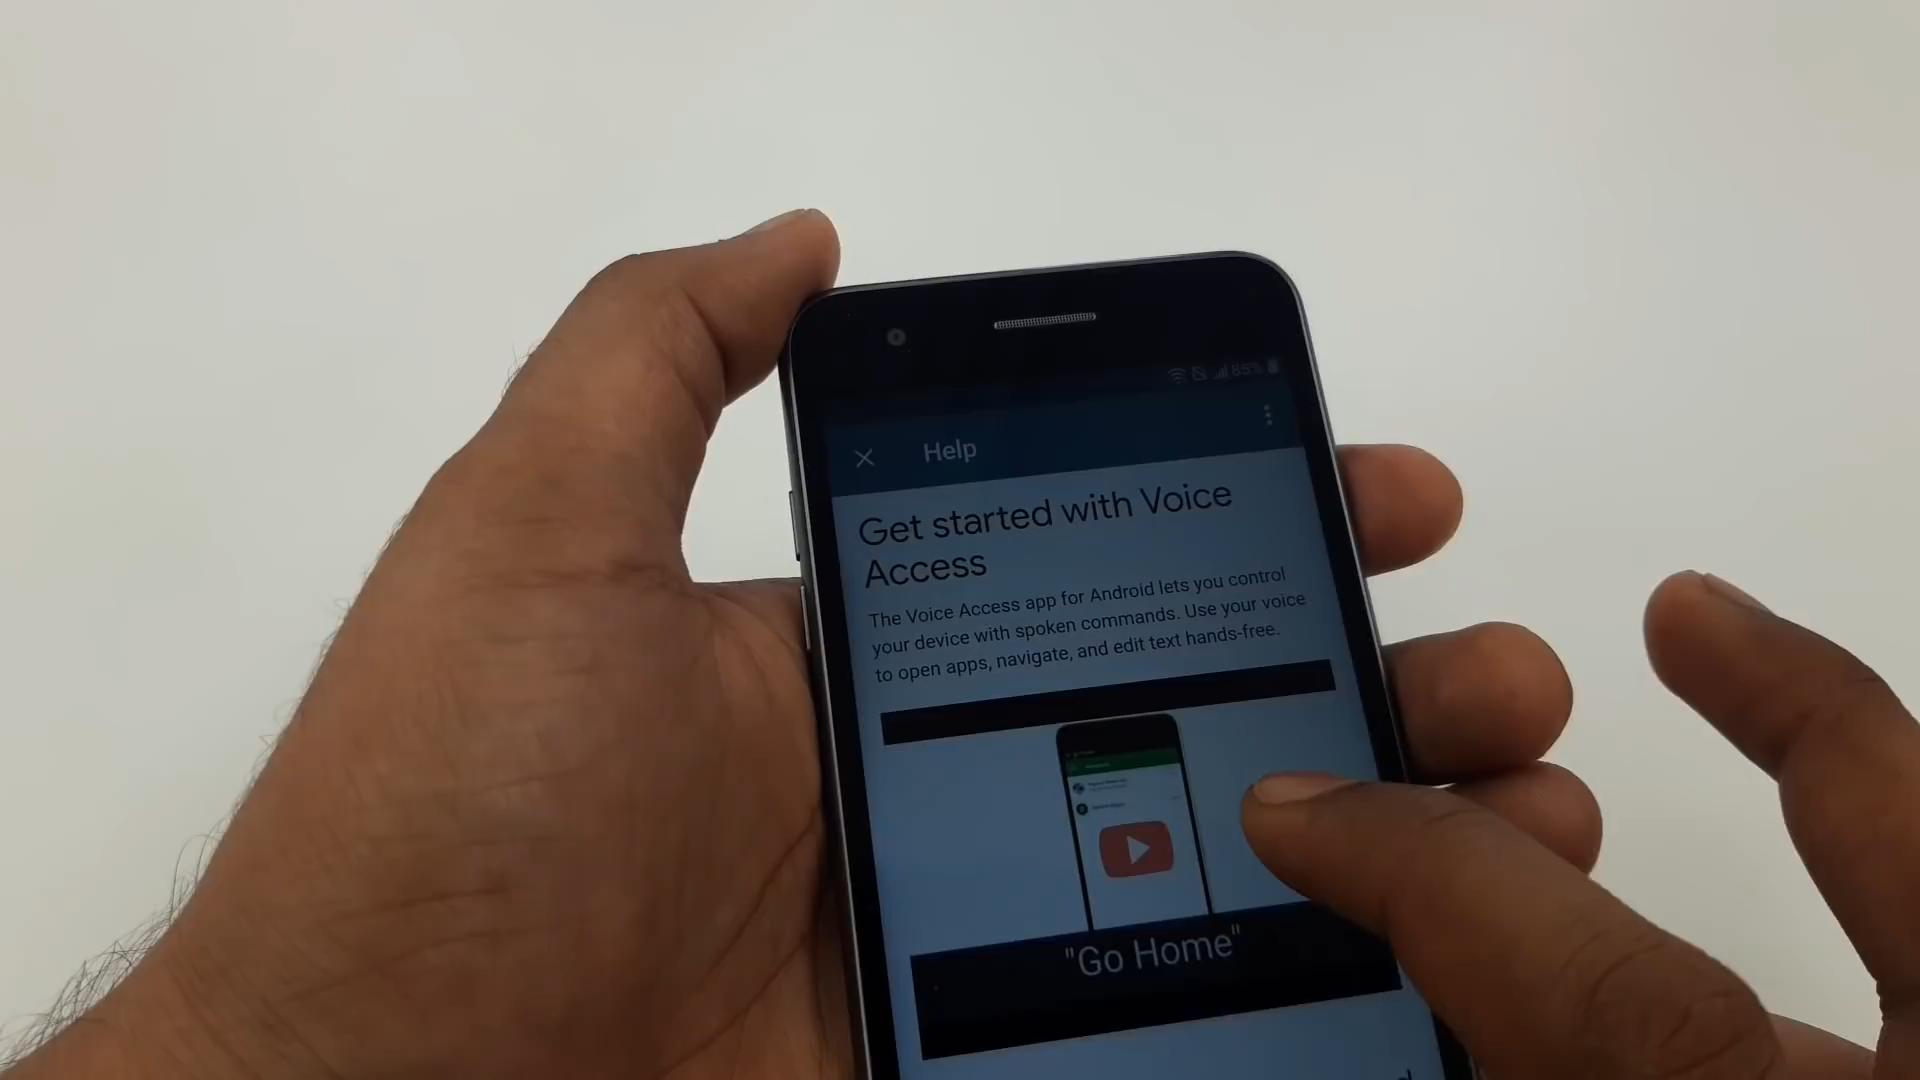 85%
Help
Get started with Voice
Access
The Voice Access app for Android lets you control
your device with spoken commands. Use your voice
to open apps, navigate, and edit text hands-free.
"Go Home"